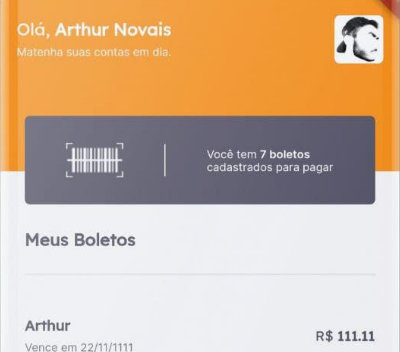 Olá, Arthur Novais
Matenha suas contas em dia.
Você tem 7 boletos
cadastrados para pagar
Meus Boletos
Arthur
R$ 111.11
Vence em 22/11/1111